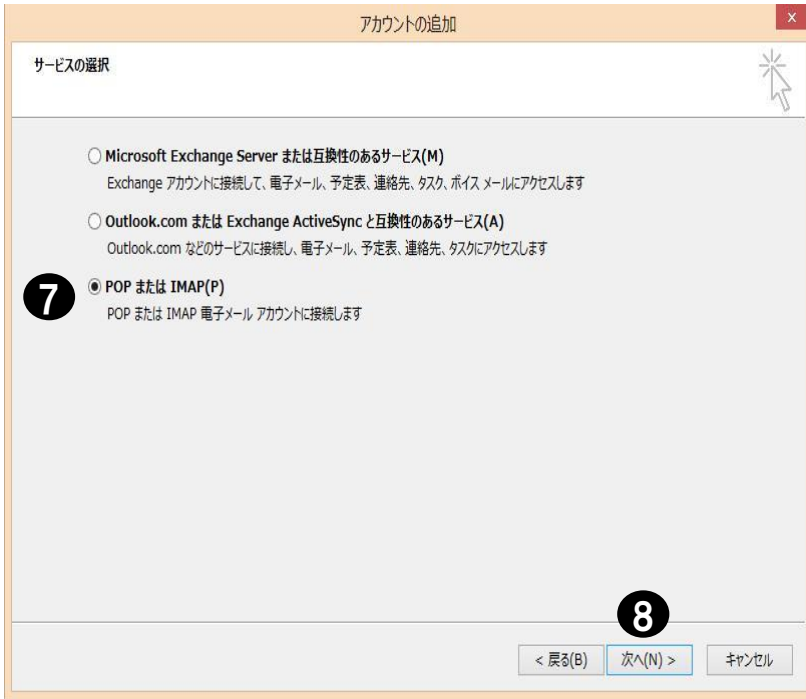 アカウントの追加
x
サービスの選択
Microsoft Exchange Server または互換性のあるサービス(M)
Exchange アカウントに接続して、電子メール、予定表、連絡先、タスク、ボイス メールにアクセスします
Outlook.com または Exchange ActiveSync と互換性のあるサービス(A)
Outlook.com などのサービスに接続し、電子メール、予定表、連絡先、タスクにアクセスします
7
POP または IMAP(P)
POP または IMAP 電子メール アカウントに接続します
8
< 戻る(B) 次へ(N) > キャンセル